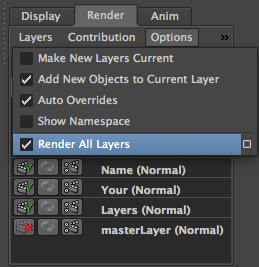 Display Render Anim
Layers Contribution Options »
Make New Layers Current
Add New Objects to Current Layer
Auto Overrides
Show Namespace
Render All Layers
Name (Normal)
Your (Normal)
Layers (Normal)
masterLayer (Normal)